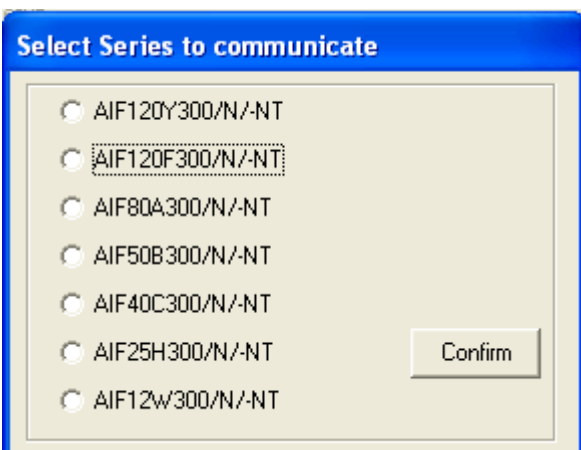 Select Series to communicate
AIF120Y300/N/-NT
AIF120F300/N/-NT
AIF80A300/N/-NT
AIF50B300/N/-NT
AIF40C300/N/-NT
AIF25H300/N/-NT
Confirm
AIF12W300/N/-NT